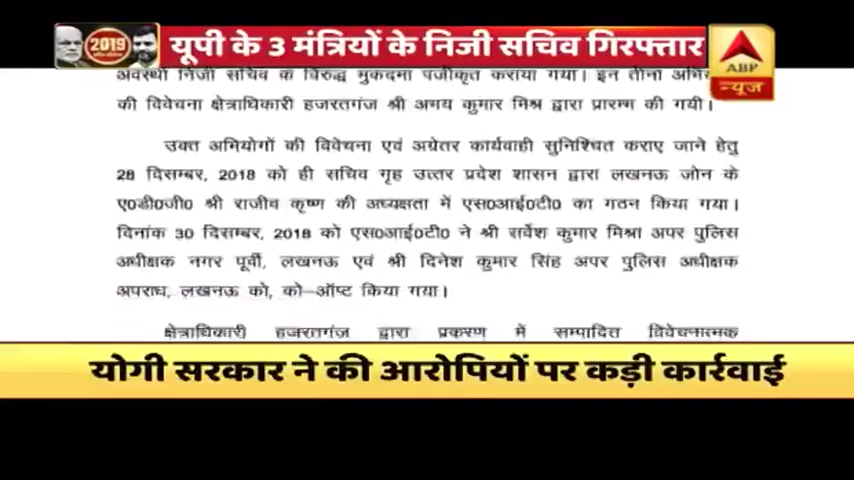 2019
यूपी के 3 मंत्रियों के निजी सचिव गिरफ्तार
ABP
न्यूज़
अवस्थी निजी सचिव के विरुद्ध मुकदमा पंजीकृत कराया गया। इन तीनों
की विवेचना क्षेत्राधिकारी हजरतगंज श्री अभय कुमार मिश्र द्वारा प्रारम्भ की गयी।
उक्त अभियोगों की विवेचना एवं अग्रेतर कार्यवाही सुनिश्चित कराए जाने हेतु
28 दिसम्बर, 2018 को ही सचिव गृह उत्तर प्रदेश शासन द्वारा लखनऊ जोन के
ए0डी0जी0 श्री राजीव कृष्ण की अध्यक्षता में एस0आई0टी0 का गठन किया गया।
दिनांक 30 दिसम्बर, 2018 को एस0आई0टी0 ने श्री सर्वेश कुमार मिश्रा अपर पुलिस
अधीक्षक नगर पूर्वी, लखनऊ एवं श्री दिनेश कुमार सिंह अपर पुलिस अधीक्षक
अपराध, लखनऊ को, को–ऑप्ट किया गया।
क्षेत्राधिकारी हजरतगंज द्वारा प्रकरण में सम्पादित विवेचनात्मक
योगी सरकार ने की आरोपियों पर कड़ी कार्रवाई